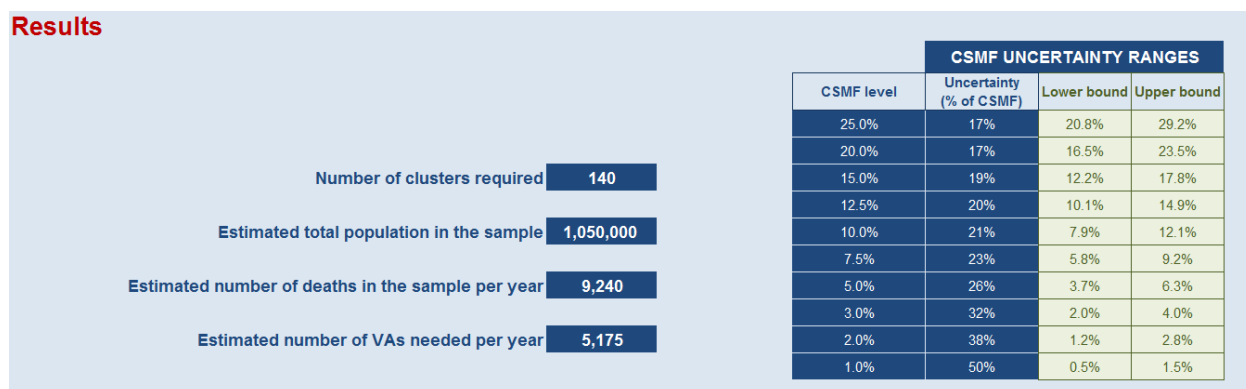 Results
CSMF UNCERTAINTY RANGES
CSMF level Uncertainty (% of CSMF) Lower bound Upper bound
25.0% 17% 20.8% 29.2%
20.0% 17% 16.5% 23.5%
Number of clusters required 140 15.0% 19% 12.2% 17.8%
12.5% 20% 10.1% 14.9%
Estimated total population in the sample 1,050,000 10.0% 21% 7.9% 12.1%
7.5% 23% 5.8% 9.2%
Estimated number of deaths in the sample per year 9,240 5.0% 26% 3.7% 6.3%
3.0% 32% 2.0% 4.0%
Estimated number of VAs needed per year 5,175 2.0% 38% 1.2% 2.8%
1.0% 50% 0.5% 1.5%